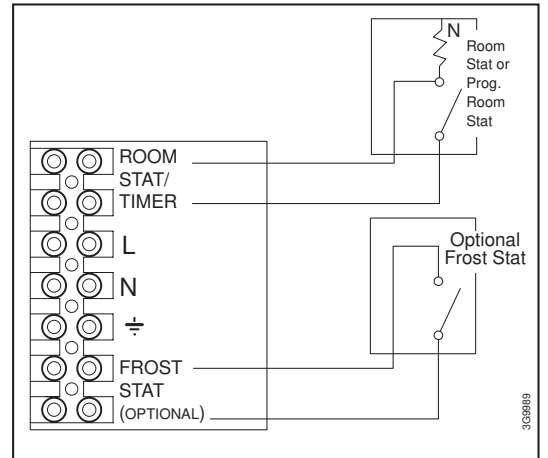 ROOM
STAT/
TIMER
L
N
FROST
STAT
(OPTIONAL)
N
Room
Stat or
Prog.
Room
Stat
Optional
Frost Stat
3G9989